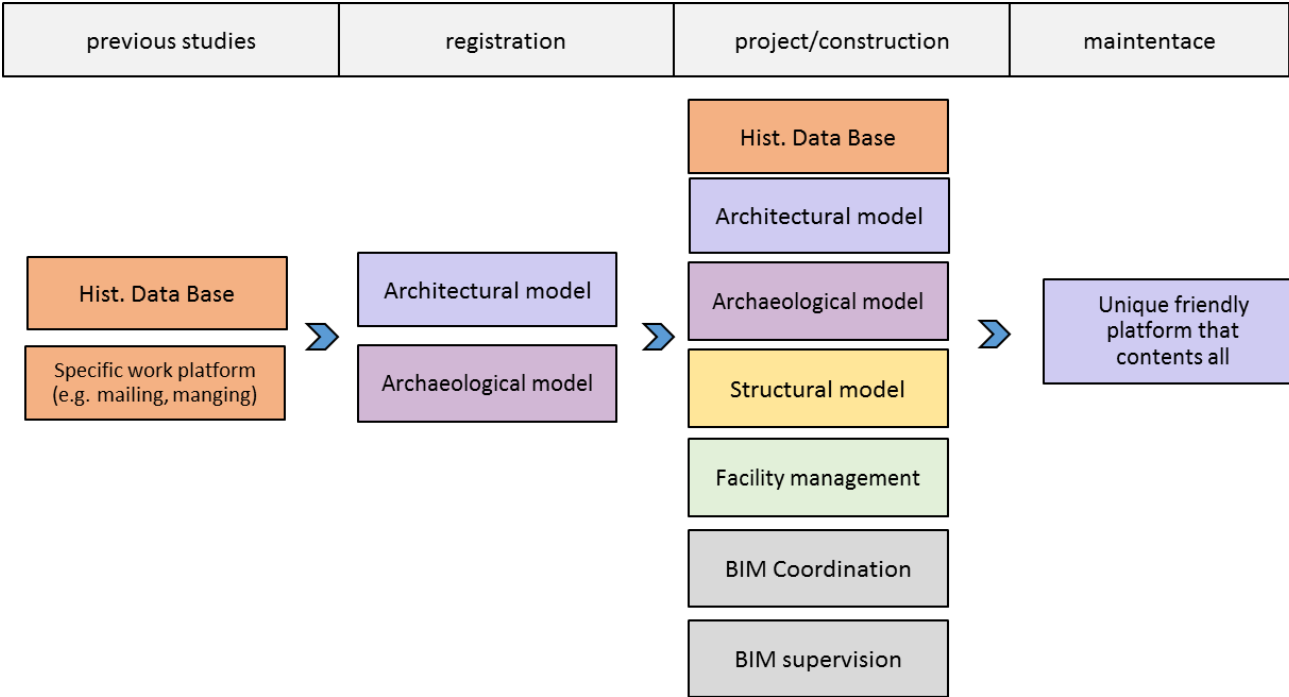 previous studies
registration
project/construction
maintentace
Hist. Data Base
Specific work platform
(e.g. mailing, manging)
Architectural model
Archaeological model
Hist. Data Base
Architectural model
Archaeological model
Structural model
Facility management
BIM Coordination
BIM supervision
Unique friendly
platform that
contents all